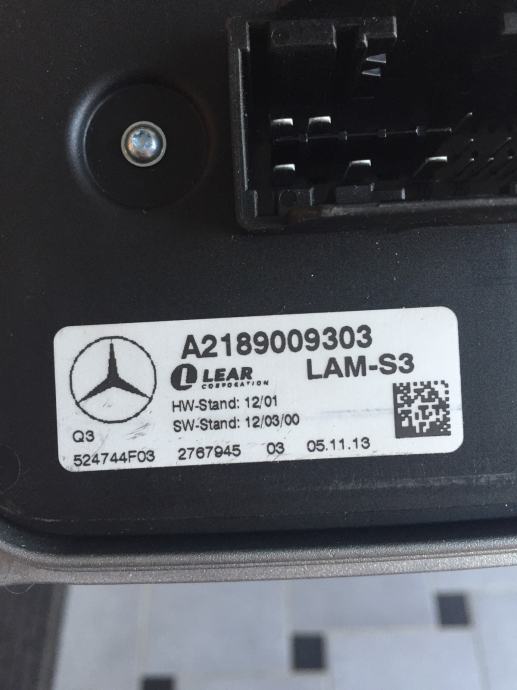 A2189009303
LEAR CORPORATION
LAM-S3
HW-Stand: 12/01
SW-Stand: 12/03/00
Q3
524744F03 2767945 03 05.11.13